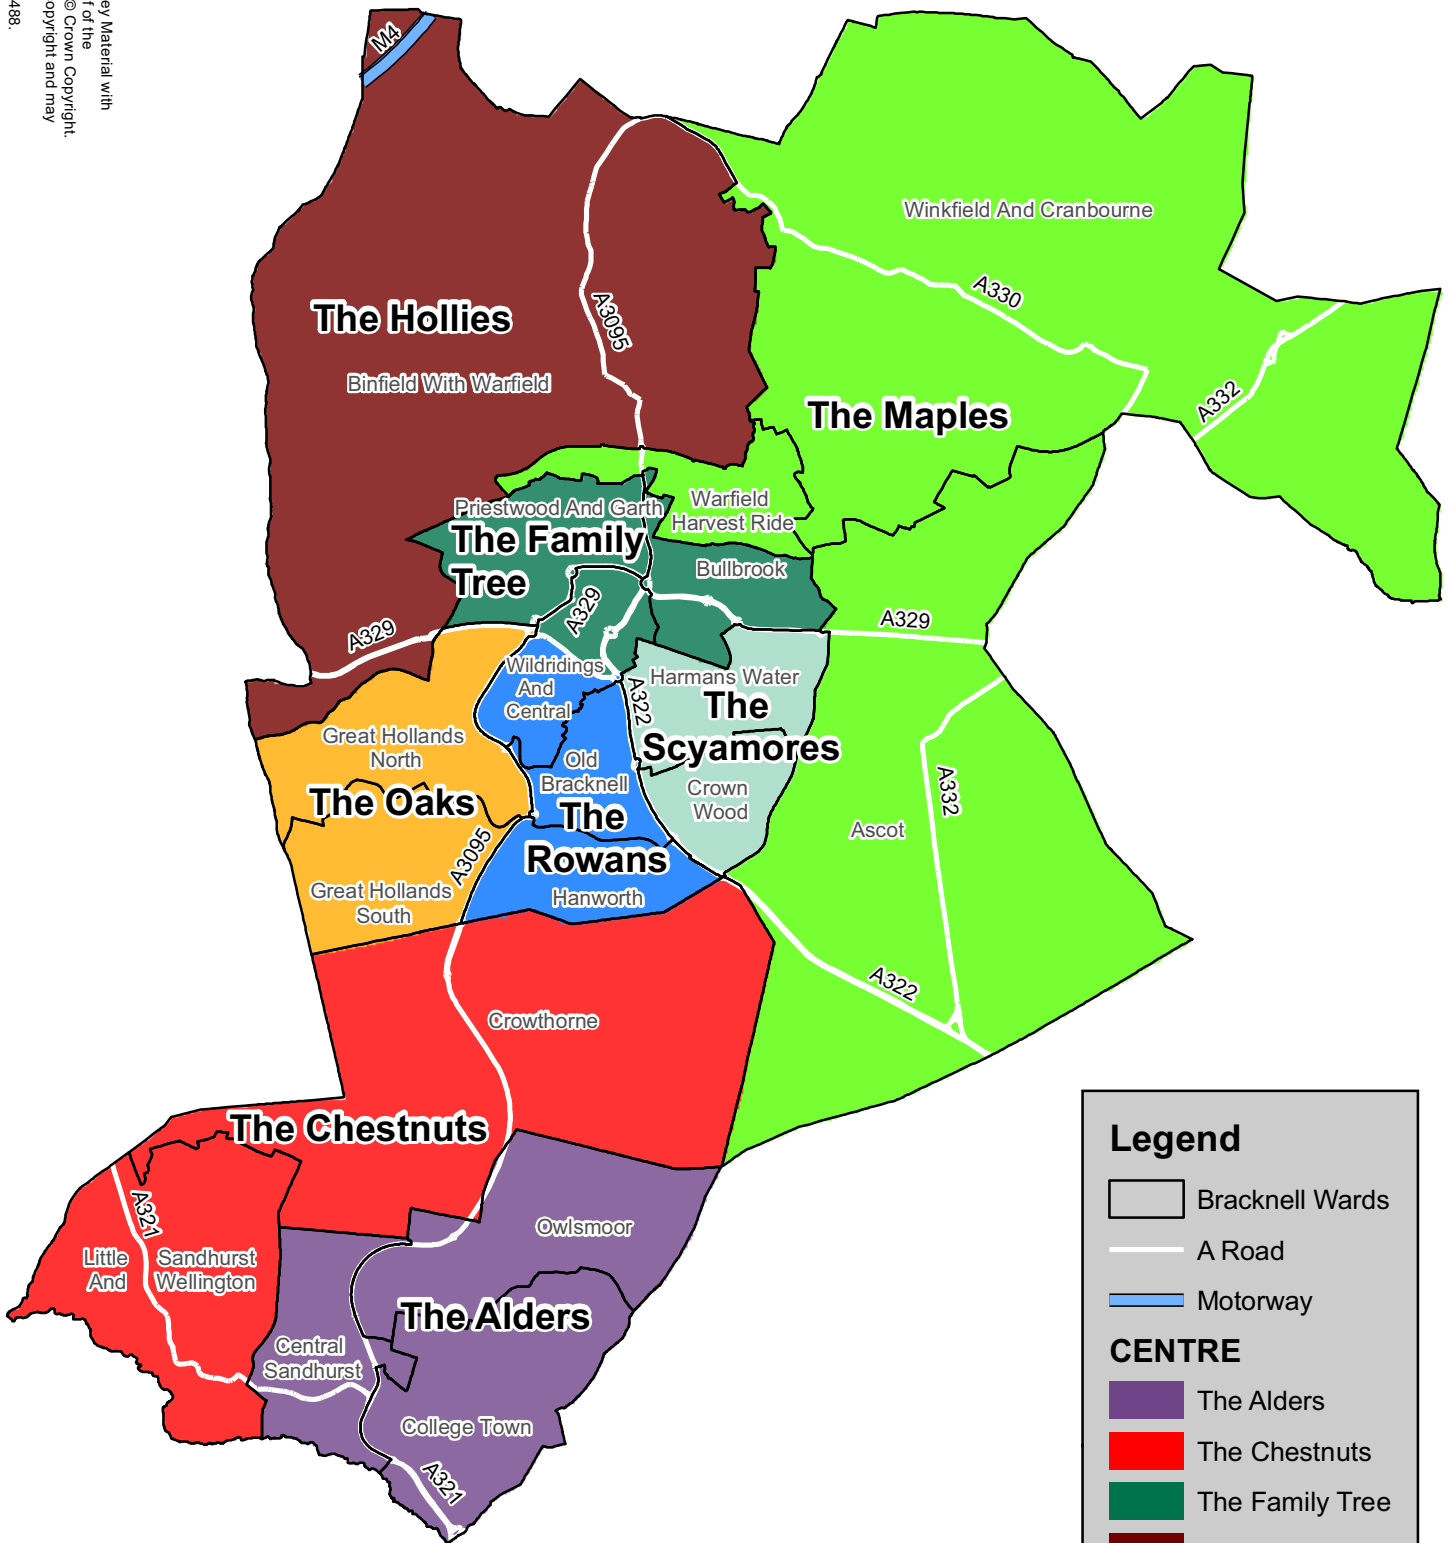 ey Material with
f of the
© Crown Copyright.
opyright and may
488.
M4
Winkfield And Cranbourne
A330
A3095
The Hollies
Binfield With Warfield
A332
The Maples
Priestwood And Garth
Warfield
Harvest Ride
The Family
Tree
Bullbrook
A329
A329
A329
Wildridings
And
Central
Harmans Water
A322
The
Scyamores
Great Hollands
North
Old
Bracknell
Crown
Wood
The Oaks
The
Rowans
A332
Ascot
A3095
Great Hollands
South
Hanworth
A322
Crowthorne
The Chestnuts
A321
Owlsmoor
Little
And
Sandhurst
Wellington
The Alders
Central
Sandhurst
College Town
A321
Legend
Bracknell Wards
A Road
Motorway
CENTRE
The Alders
The Chestnuts
The Family Tree